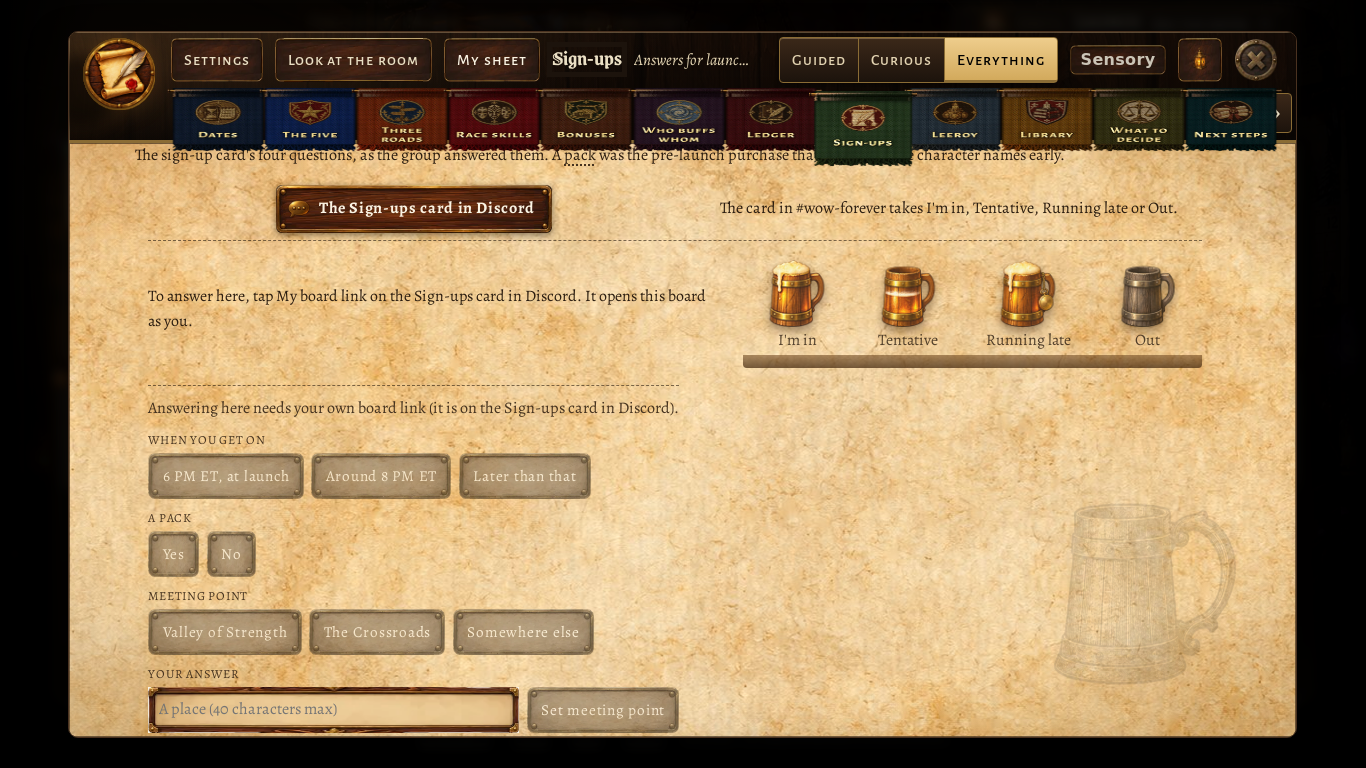 Settings
Look at the room
My sheet
Sign-ups
Answers for launc...
Guided
Curious
Everything
Sensory
Dates
The Five
Three Roads
Race skills
Bonuses
Who buffs whom
Ledger
Sign-ups
Leeroy
Library
What to decide
Next steps
The sign-up card's four questions, as the group answered them. A pack was the pre-launch purchase tha
character names early.
The Sign-ups card in Discord
The card in #wow-forever takes I'm in, Tentative, Running late or Out.
To answer here, tap My board link on the Sign-ups card in Discord. It opens this board
as you.
I'm in
Tentative
Running late
Out
Answering here needs your own board link (it is on the Sign-ups card in Discord).
WHEN YOU GET ON
6 PM ET, at launch
Around 8 PM ET
Later than that
A PACK
Yes
No
MEETING POINT
Valley of Strength
The Crossroads
Somewhere else
YOUR ANSWER
A place (40 characters max)
Set meeting point